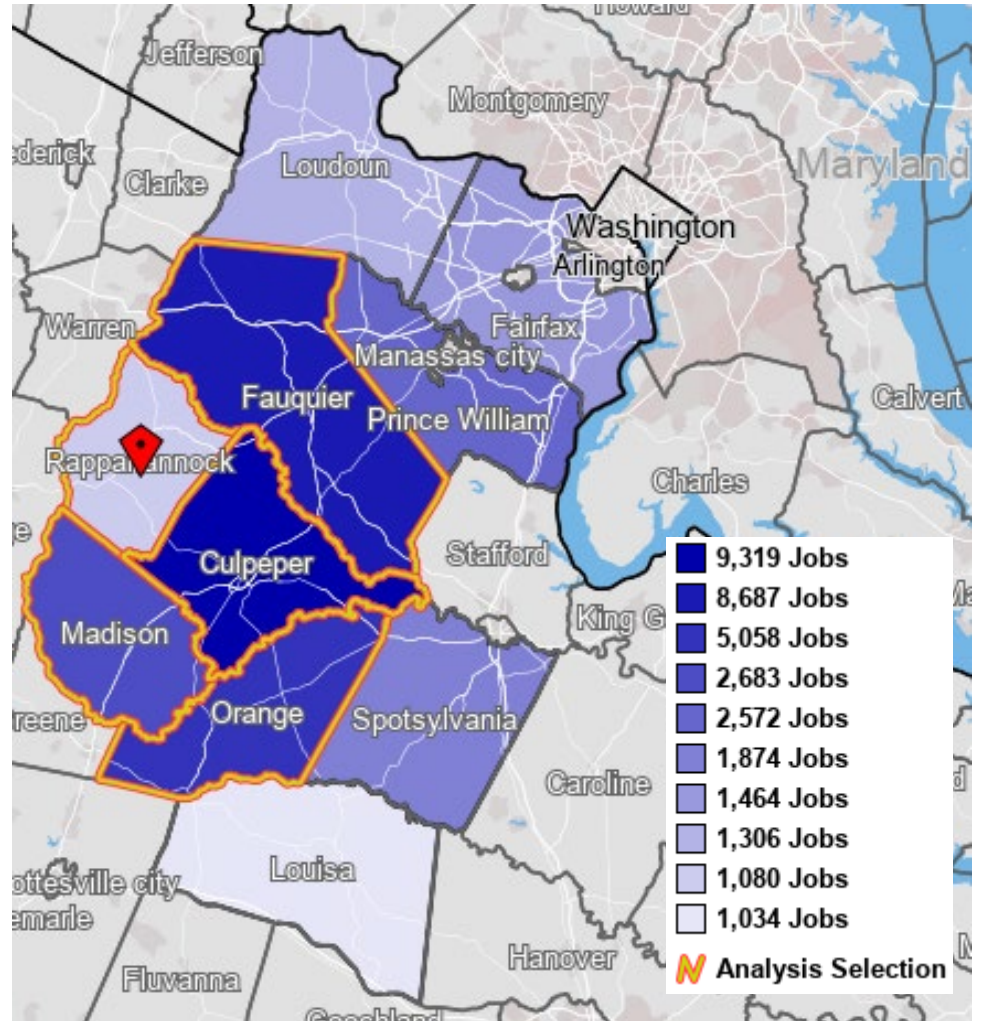 Howard
Jefferson
Montgomery
ederick
Clarke
Loudoun
Maryland
Washington
Arlington
Warren
Fairfax
Manassas city
Fauquier
Prince William
Calvert
Rappahannock
Charles
Stafford
Culpeper
King G
Madison
Orange
Spotsylvania
reene
Caroline
Louisa
ottesville city
emarle
Hanover
Fluvanna
Goochland
9,319 Jobs
8,687 Jobs
5,058 Jobs
2,683 Jobs
2,572 Jobs
1,874 Jobs
1,464 Jobs
1,306 Jobs
1,080 Jobs
1,034 Jobs
Analysis Selection